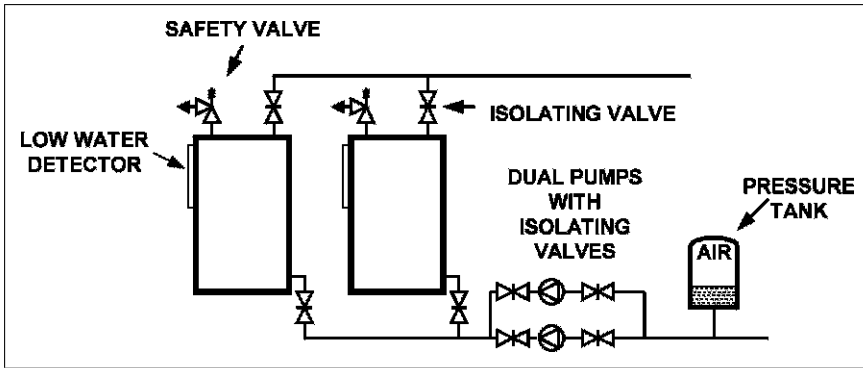 SAFETY VALVE
ISOLATING VALVE
LOW WATER
DETECTOR
DUAL PUMPS
WITH
ISOLATING
VALVES
PRESSURE
TANK
AIR